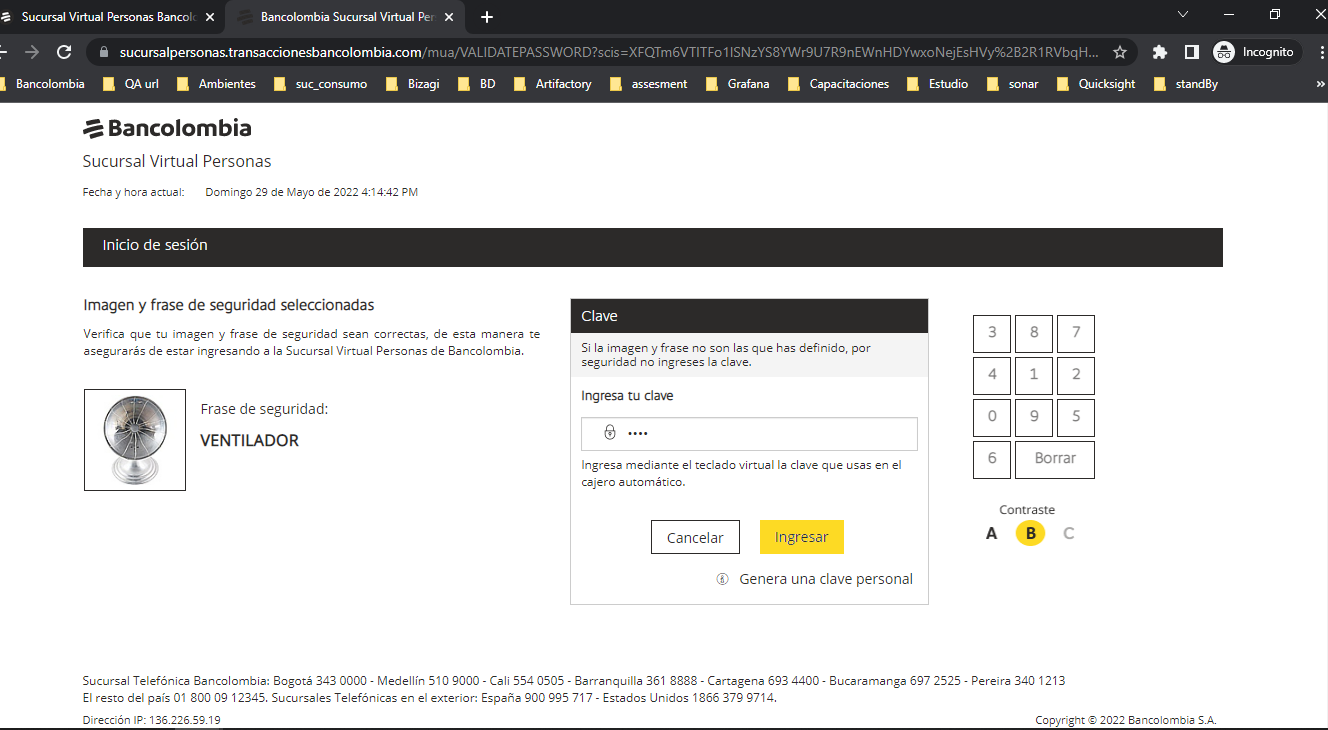 Sucursal Virtual Personas Bancolo
Bancolombia Sucursal Virtual Per
sucursalpersonas.transaccionesbancolombia.com/mua/VALIDATEPASSWORD?scis=XFQTm6VTITFo1ISNzYS8YWr9U7R9nEWnHDYwxoNejEsHVy%2B2R1RVbqH...
Incognito
Bancolombia
QA url
Ambientes
suc_consumo
Bizagi
BD
Artifactory
assesment
Grafana
Capacitaciones
Estudio
sonar
Quicksight
standBy
»
Bancolombia
Sucursal Virtual Personas
Fecha y hora actual: Domingo 29 de Mayo de 2022 4:14:42 PM
Inicio de sesión
Imagen y frase de seguridad seleccionadas
Verifica que tu imagen y frase de seguridad sean correctas, de esta manera te
asegurarás de estar ingresando a la Sucursal Virtual Personas de Bancolombia.
Frase de seguridad:
VENTILADOR
Clave
Si la imagen y frase no son las que has definido, por
seguridad no ingreses la clave.
Ingresa tu clave
••••
Ingresa mediante el teclado virtual la clave que usas en el
cajero automático.
Cancelar
Ingresar
Genera una clave personal
3 8 7
4 1 2
0 9 5
6 Borrar
Contraste
A B C
Sucursal Telefónica Bancolombia: Bogotá 343 0000 - Medellín 510 9000 - Cali 554 0505 - Barranquilla 361 8888 - Cartagena 693 4400 - Bucaramanga 697 2525 - Pereira 340 1213
El resto del país 01 800 09 12345. Sucursales Telefónicas en el exterior: España 900 995 717 - Estados Unidos 1866 379 9714.
Dirección IP: 136.226.59.19
Copyright © 2022 Bancolombia S.A.